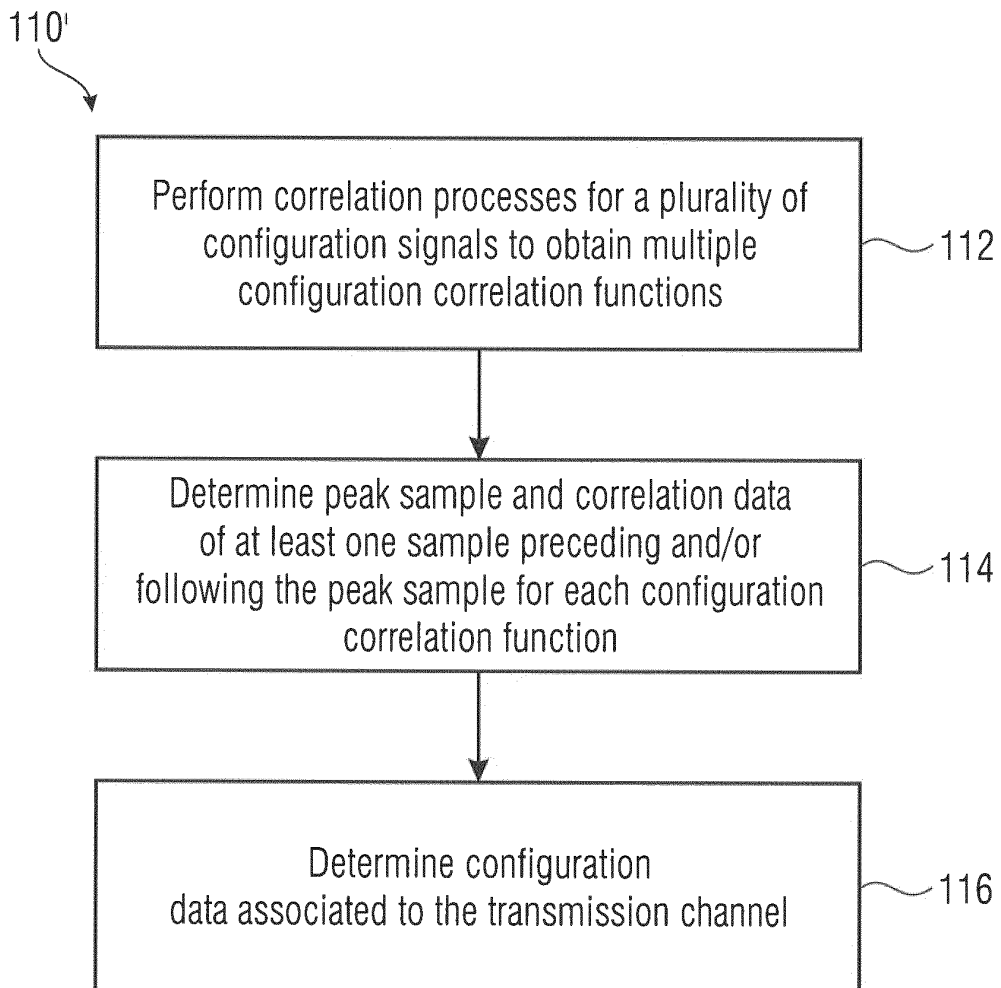 110'
Perform correlation processes for a plurality of
configuration signals to obtain multiple
configuration correlation functions
112
Determine peak sample and correlation data
of at least one sample preceding and/or
following the peak sample for each configuration
correlation function
114
Determine configuration
data associated to the transmission channel
116